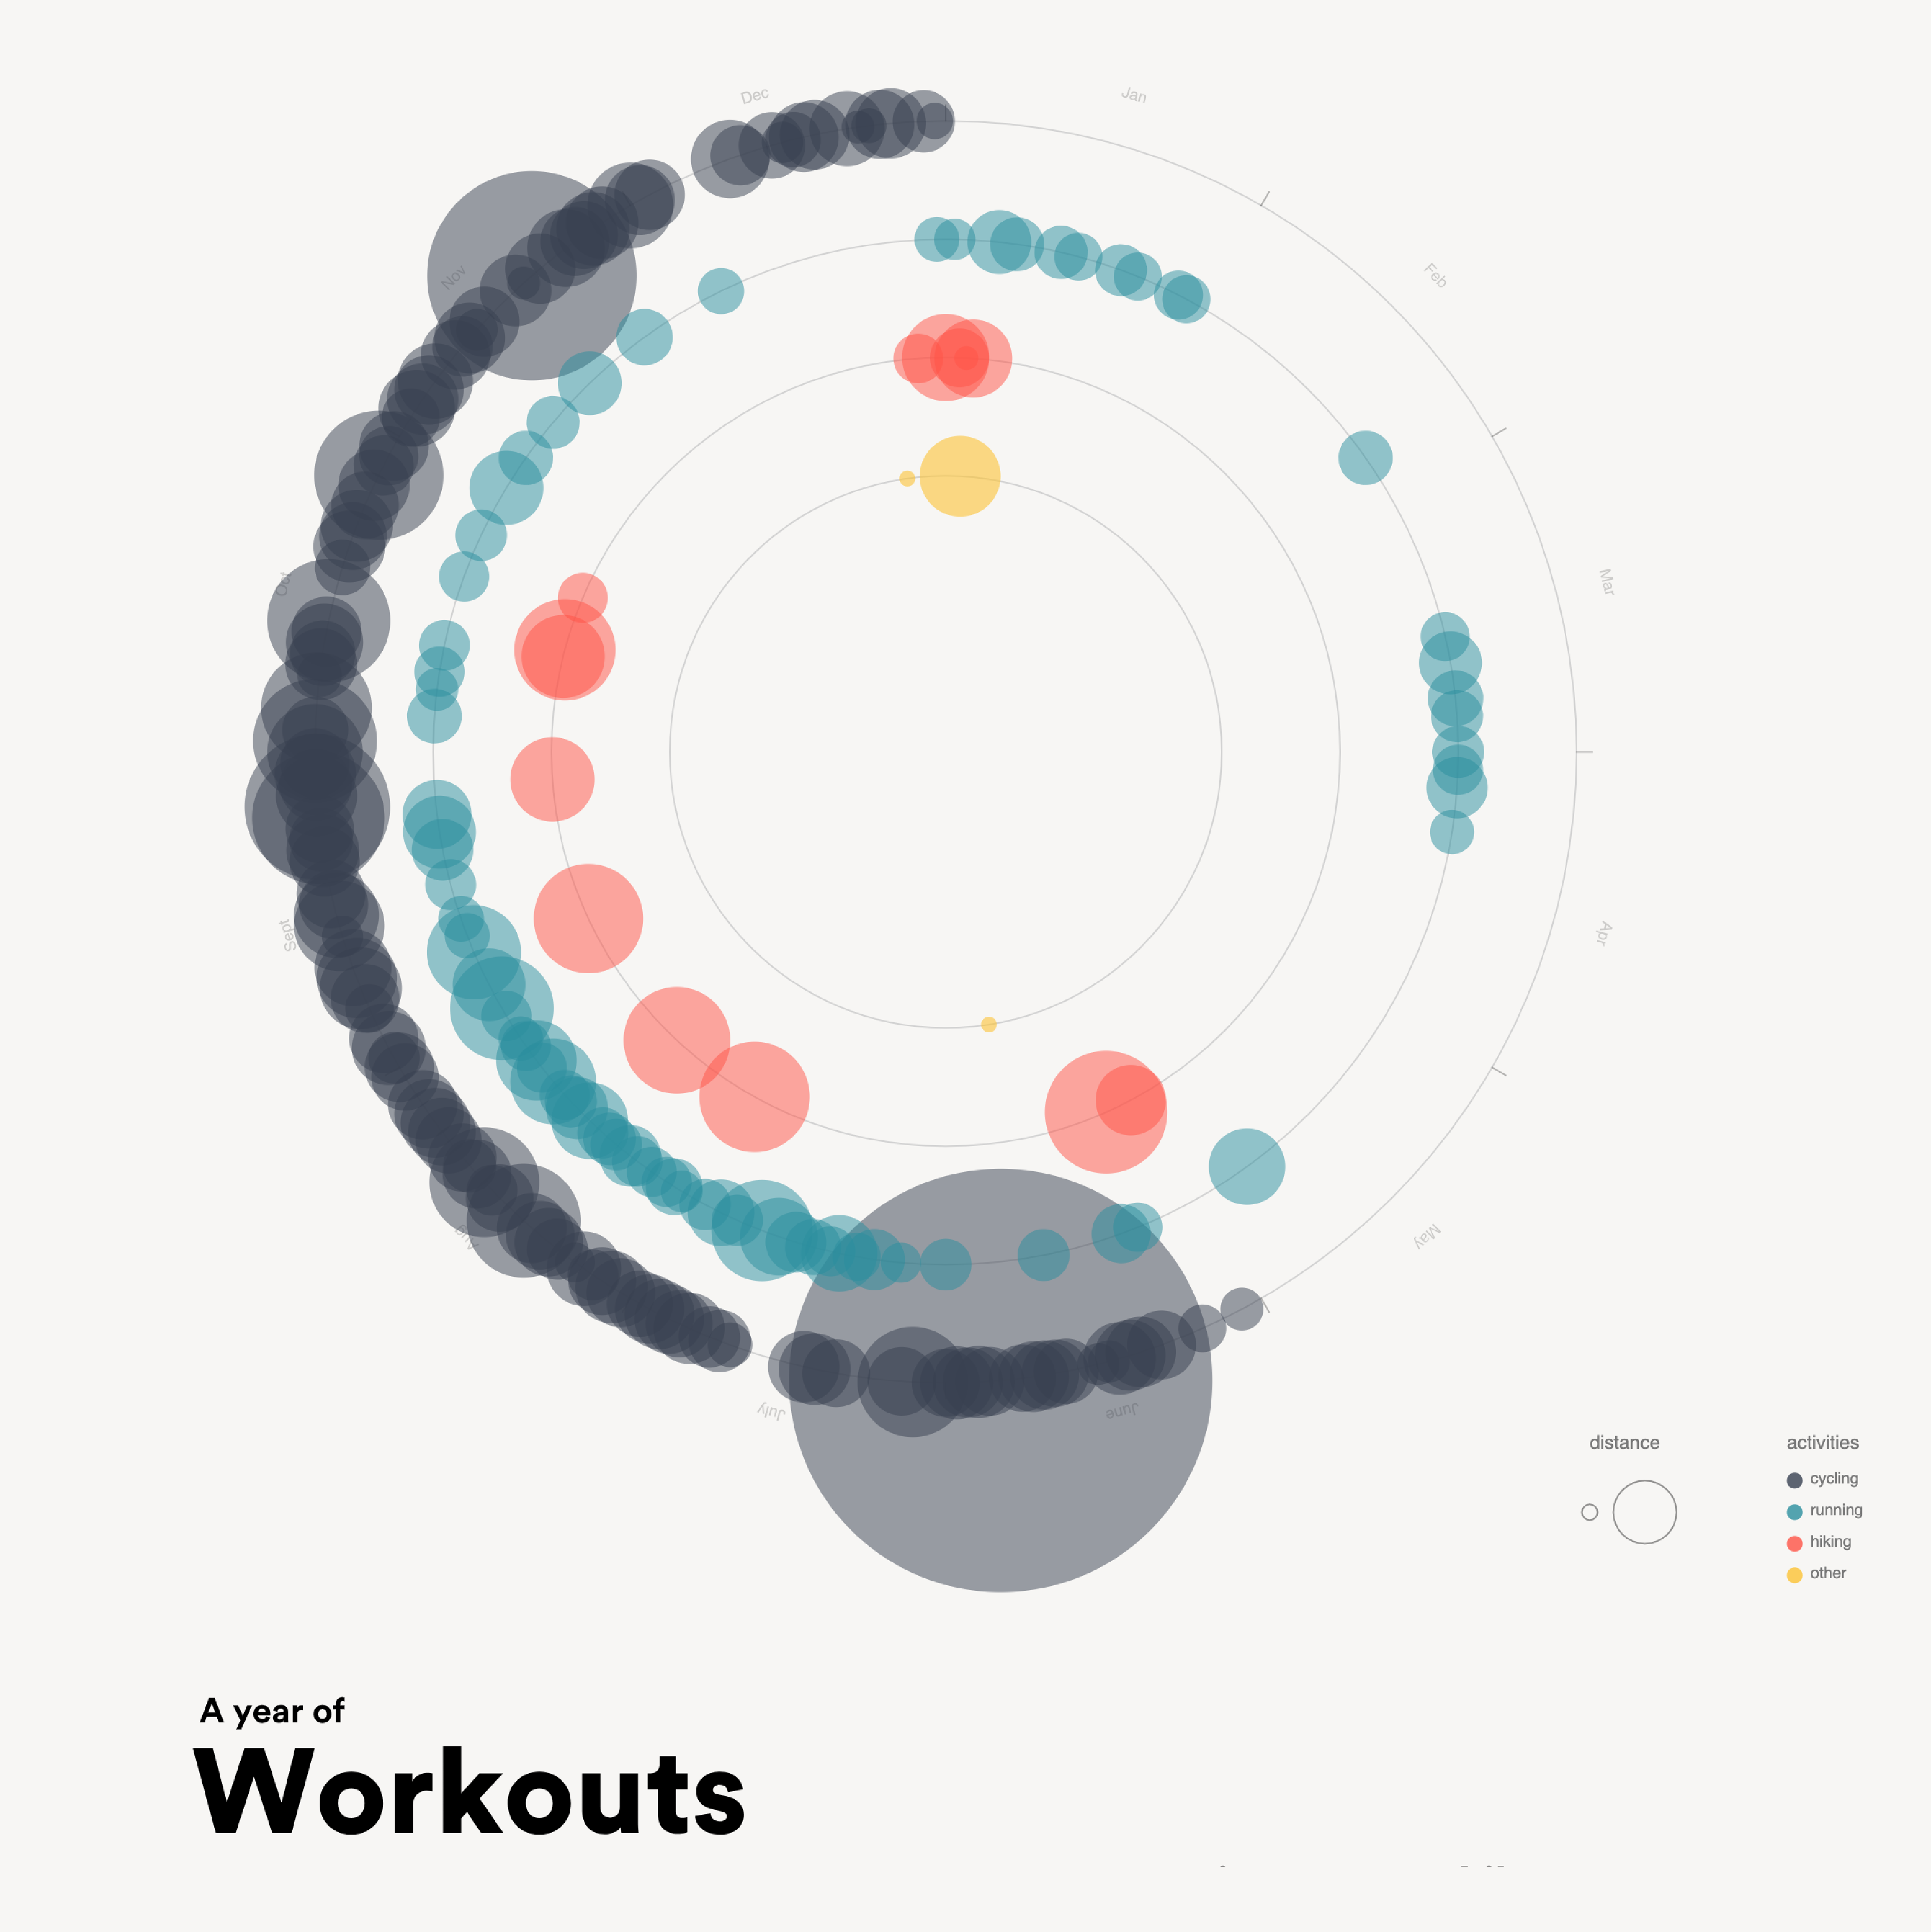 Dec
Jan
Nov
Feb
Oct
Mar
Sept
Apr
Aug
May
July
June
distance
activities
cycling
running
hiking
other
A year of
Workouts